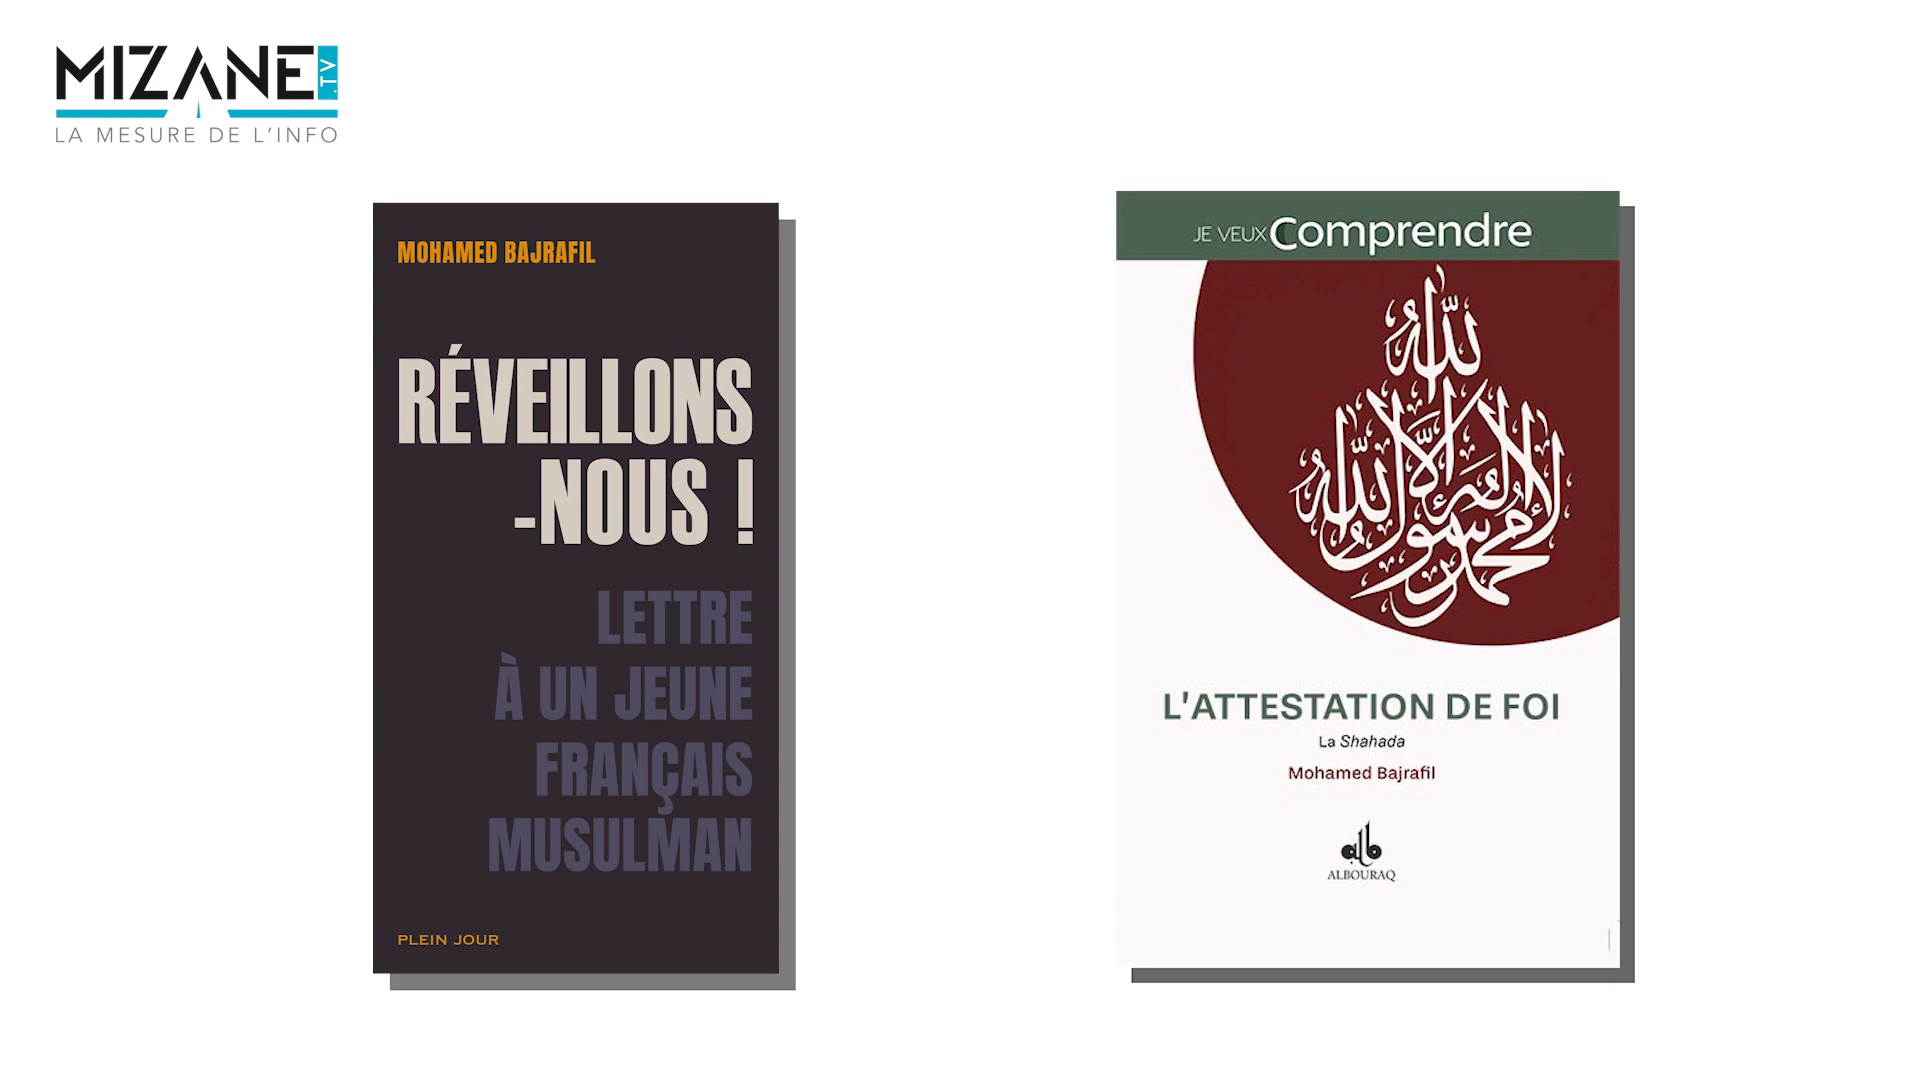 MIZANE.TV
LA MESURE DE L'INFO
MOHAMED BAJRAFIL
RÉVEILLONS
-NOUS !
LETTRE
À UN JEUNE
FRANÇAIS
MUSULMAN
PLEIN JOUR
JE VEUX Comprendre
لا إله إلا الله
محمد رسول الله
L'ATTESTATION DE FOI
La Shahada
Mohamed Bajrafil
ALBOURAQ